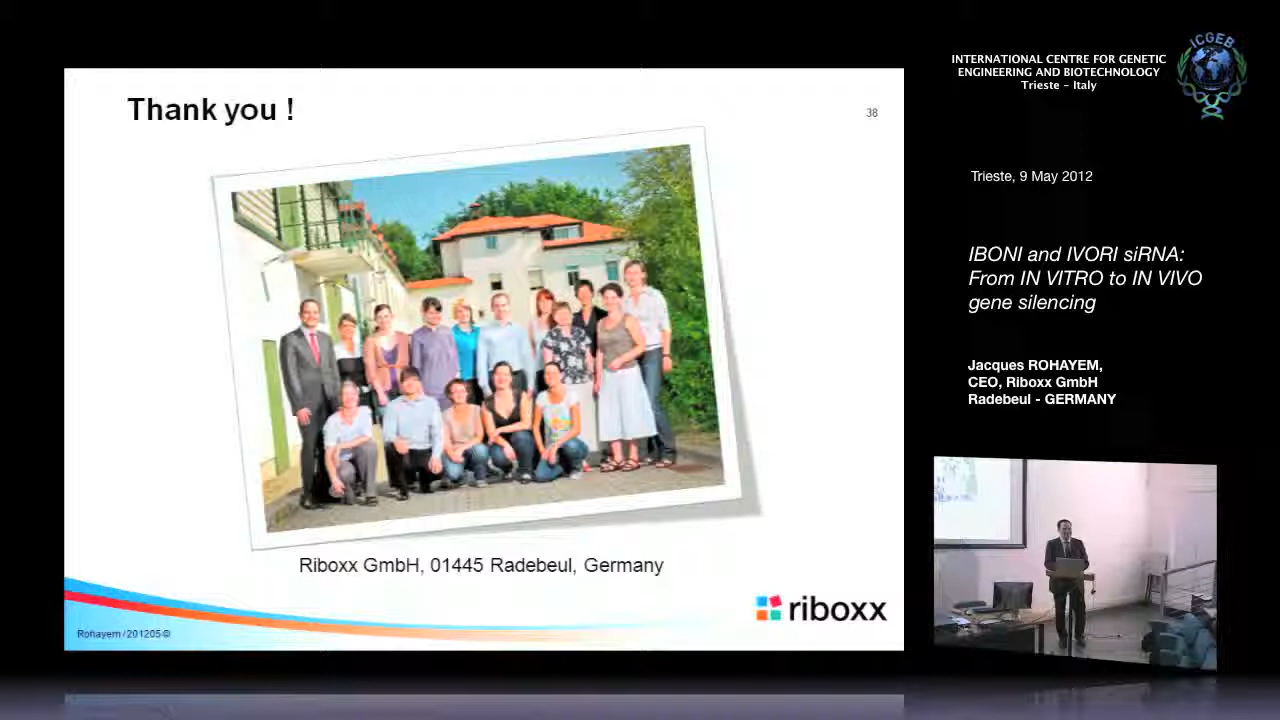 Thank you !
38
Riboxx GmbH, 01445 Radebeul, Germany
Rohayem/201205©
riboxx
INTERNATIONAL CENTRE FOR GENETIC
ENGINEERING AND BIOTECHNOLOGY
Trieste – Italy
ICGEB
Trieste, 9 May 2012
IBONI and IVORI siRNA:
From IN VITRO to IN VIVO
gene silencing
Jacques ROHAYEM,
CEO, Riboxx GmbH
Radebeul - GERMANY